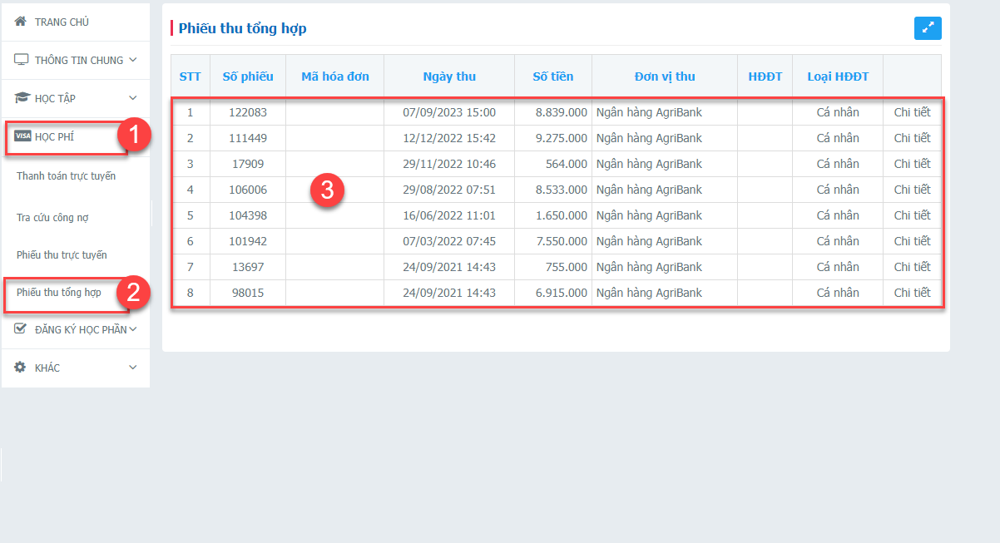 TRANG CHỦ
THÔNG TIN CHUNG
HỌC TẬP
VISA HỌC PHÍ
1
Thanh toán trực tuyến
Tra cứu công nợ
Phiếu thu trực tuyến
Phiếu thu tổng hợp
2
ĐĂNG KÝ HỌC PHẦN
KHÁC
Phiếu thu tổng hợp
STT Số phiếu Mã hóa đơn Ngày thu Số tiền Đơn vị thu HĐĐT Loại HĐĐT
1 122083 07/09/2023 15:00 8.839.000 Ngân hàng AgriBank Cá nhân Chi tiết
2 111449 12/12/2022 15:42 9.275.000 Ngân hàng AgriBank Cá nhân Chi tiết
3 17909 29/11/2022 10:46 564.000 Ngân hàng AgriBank Cá nhân Chi tiết
4 106006 29/08/2022 07:51 8.533.000 Ngân hàng AgriBank Cá nhân Chi tiết
3
5 104398 16/06/2022 11:01 1.650.000 Ngân hàng AgriBank Cá nhân Chi tiết
6 101942 07/03/2022 07:45 7.550.000 Ngân hàng AgriBank Cá nhân Chi tiết
7 13697 24/09/2021 14:43 755.000 Ngân hàng AgriBank Cá nhân Chi tiết
8 98015 24/09/2021 14:43 6.915.000 Ngân hàng AgriBank Cá nhân Chi tiết